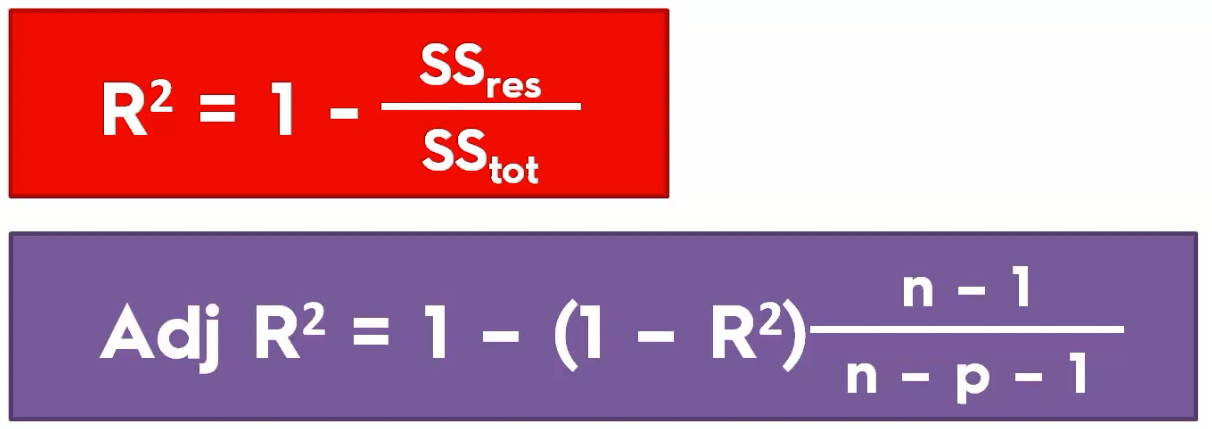 R² = 1 - SSres / SStot
Adj R² = 1 – (1 – R²) n – 1 / n – p – 1